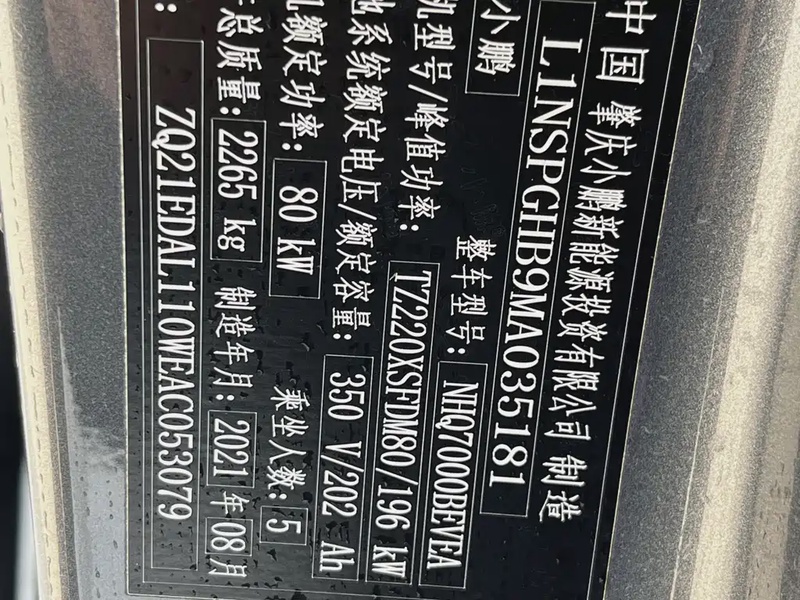 中国 肇庆小鹏新能源投资有限公司 制造
L1NSPGHB9MA035181
小鹏 整车型号: NHQ7000BEVEA
机型号/峰值功率: TZ220XSFDM80/196 kW
池系统额定电压/额定容量: 350 V/202 Ah
机额定功率: 80 kW 乘坐人数: 5
总质量: 2265 kg 制造年月: 2021 年 08 月
: ZQ21EDAL110WEAC053079